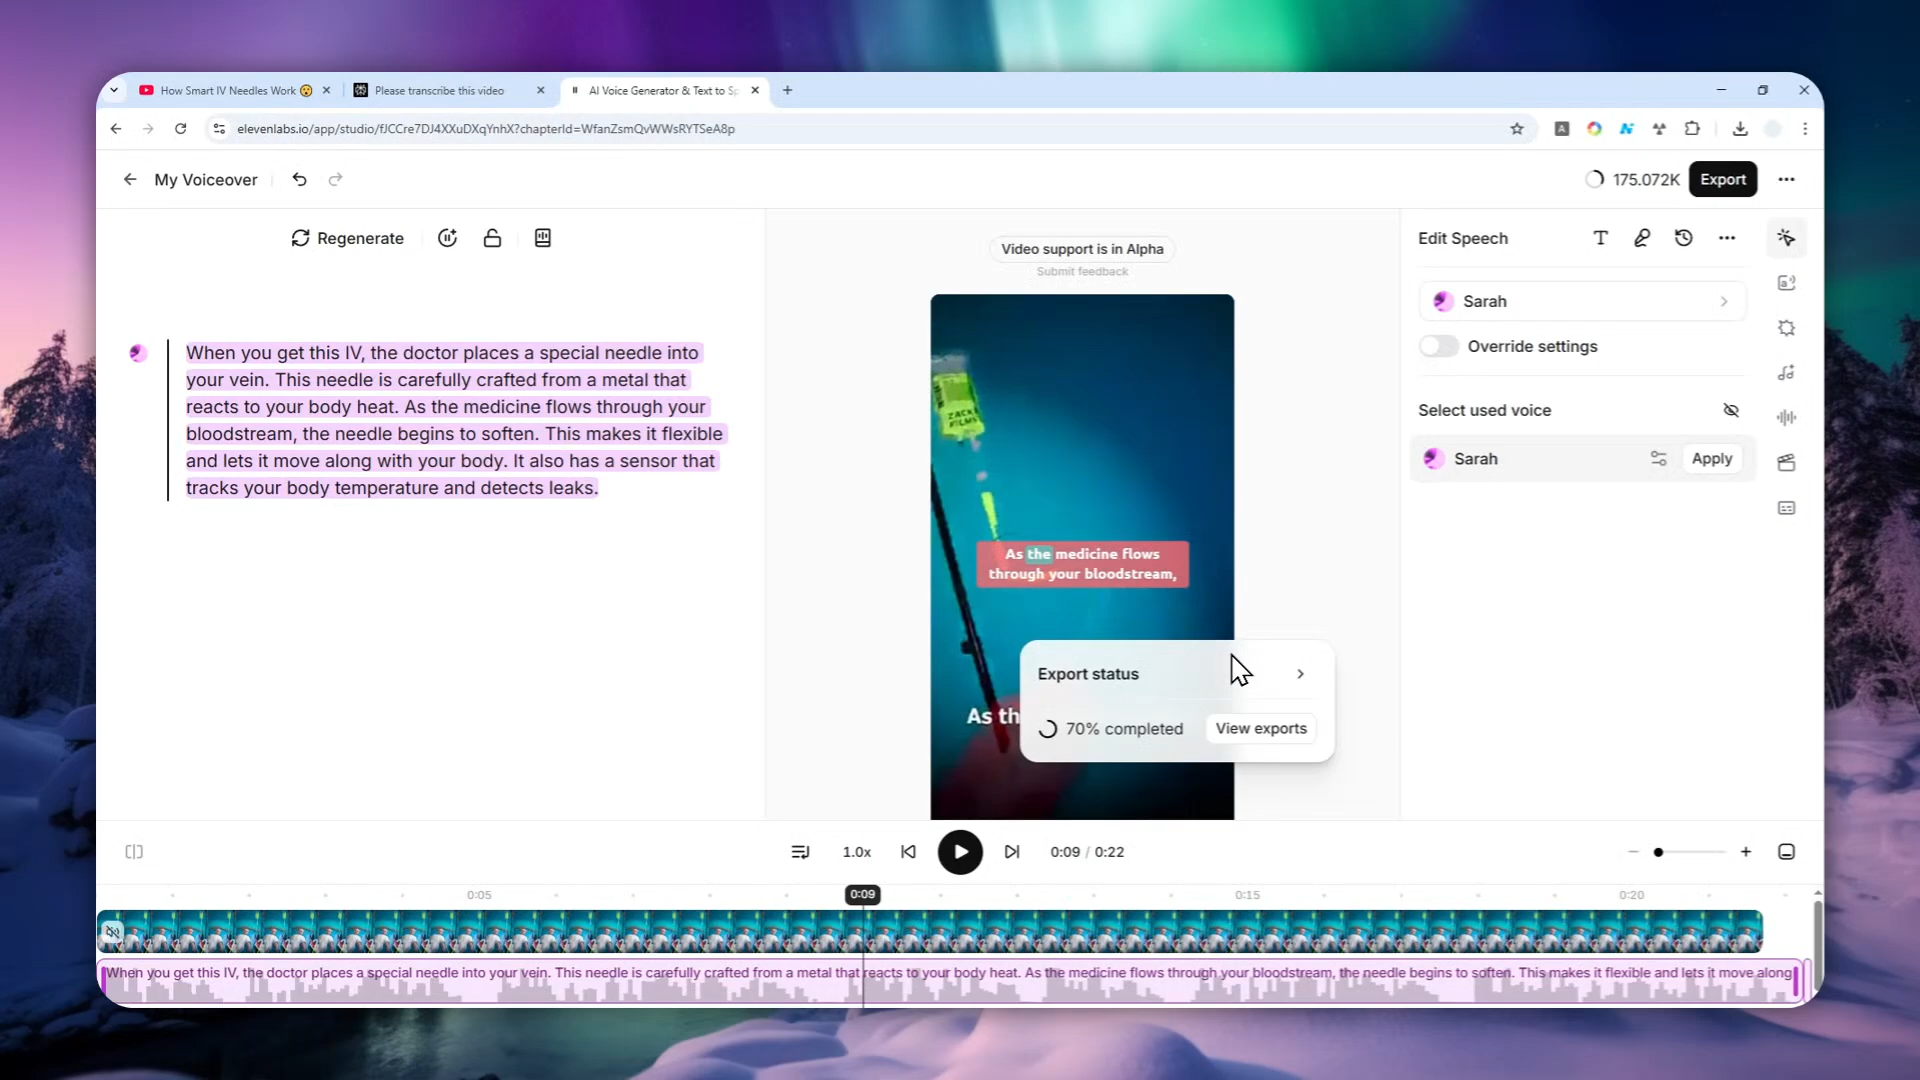 How Smart IV Needles Work 😮
Please transcribe this video
AI Voice Generator & Text to Sp
elevenlabs.io/app/studio/fJCCre7DJ4XXuDXqYnhX?chapterId=WfanZsmQvWWsRYTSeA8p
My Voiceover
175.072K
Export
Regenerate
Video support is in Alpha
Submit feedback
Edit Speech
Sarah
Override settings
Select used voice
Sarah
Apply
When you get this IV, the doctor places a special needle into
your vein. This needle is carefully crafted from a metal that
reacts to your body heat. As the medicine flows through your
bloodstream, the needle begins to soften. This makes it flexible
and lets it move along with your body. It also has a sensor that
tracks your body temperature and detects leaks.
ZACK
FILMS
As the medicine flows
through your bloodstream,
As th
Export status
70% completed
View exports
1.0x
0:09 / 0:22
0:05
0:09
0:15
0:20
When you get this IV, the doctor places a special needle into your vein. This needle is carefully crafted from a metal that reacts to your body heat. As the medicine flows through your bloodstream, the needle begins to soften. This makes it flexible and lets it move along